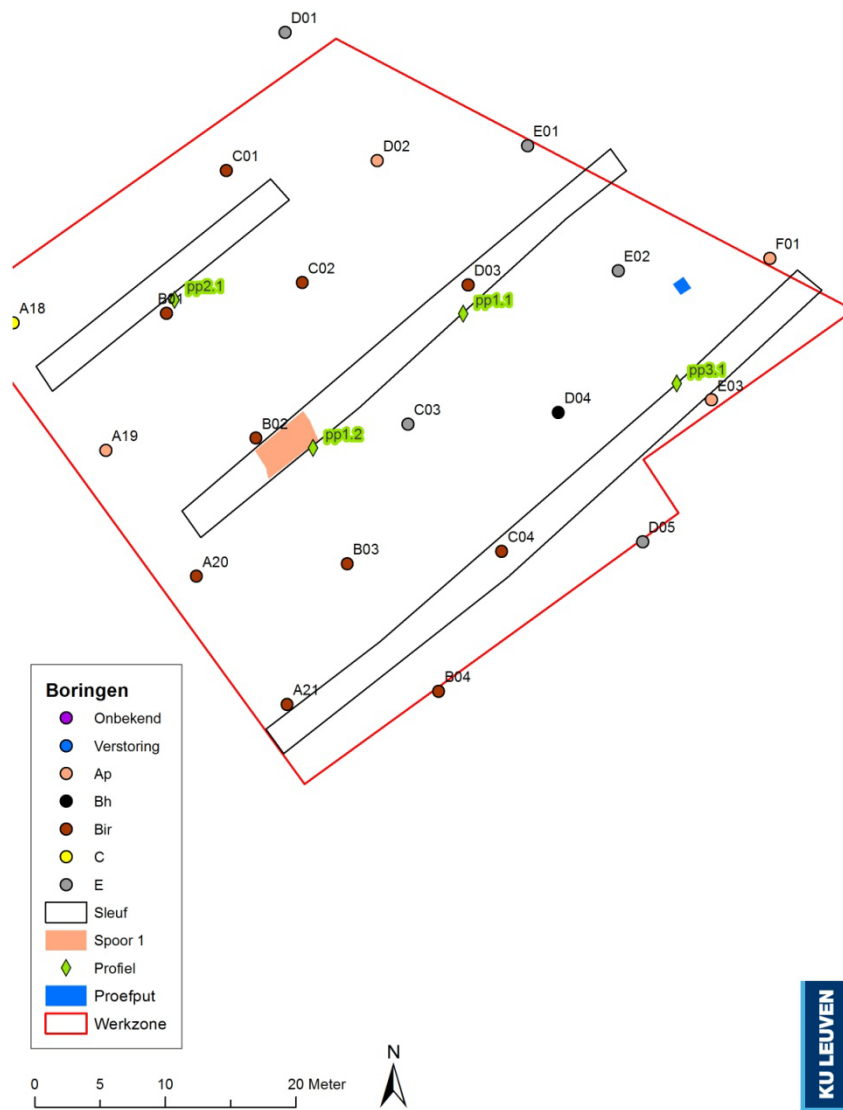 D01
E01
D02
C01
F01
E02
C02
D03
pp2.1
B01
pp1.1
A18
pp3.1
E03
D04
C03
B02
pp1.2
A19
D05
C04
B03
A20
B04
A21
Boringen
Onbekend
Verstoring
Ap
Bh
Bir
C
E
Sleuf
Spoor 1
Profiel
Proefput
Werkzone
N
0 5 10 20 Meter
KU LEUVEN